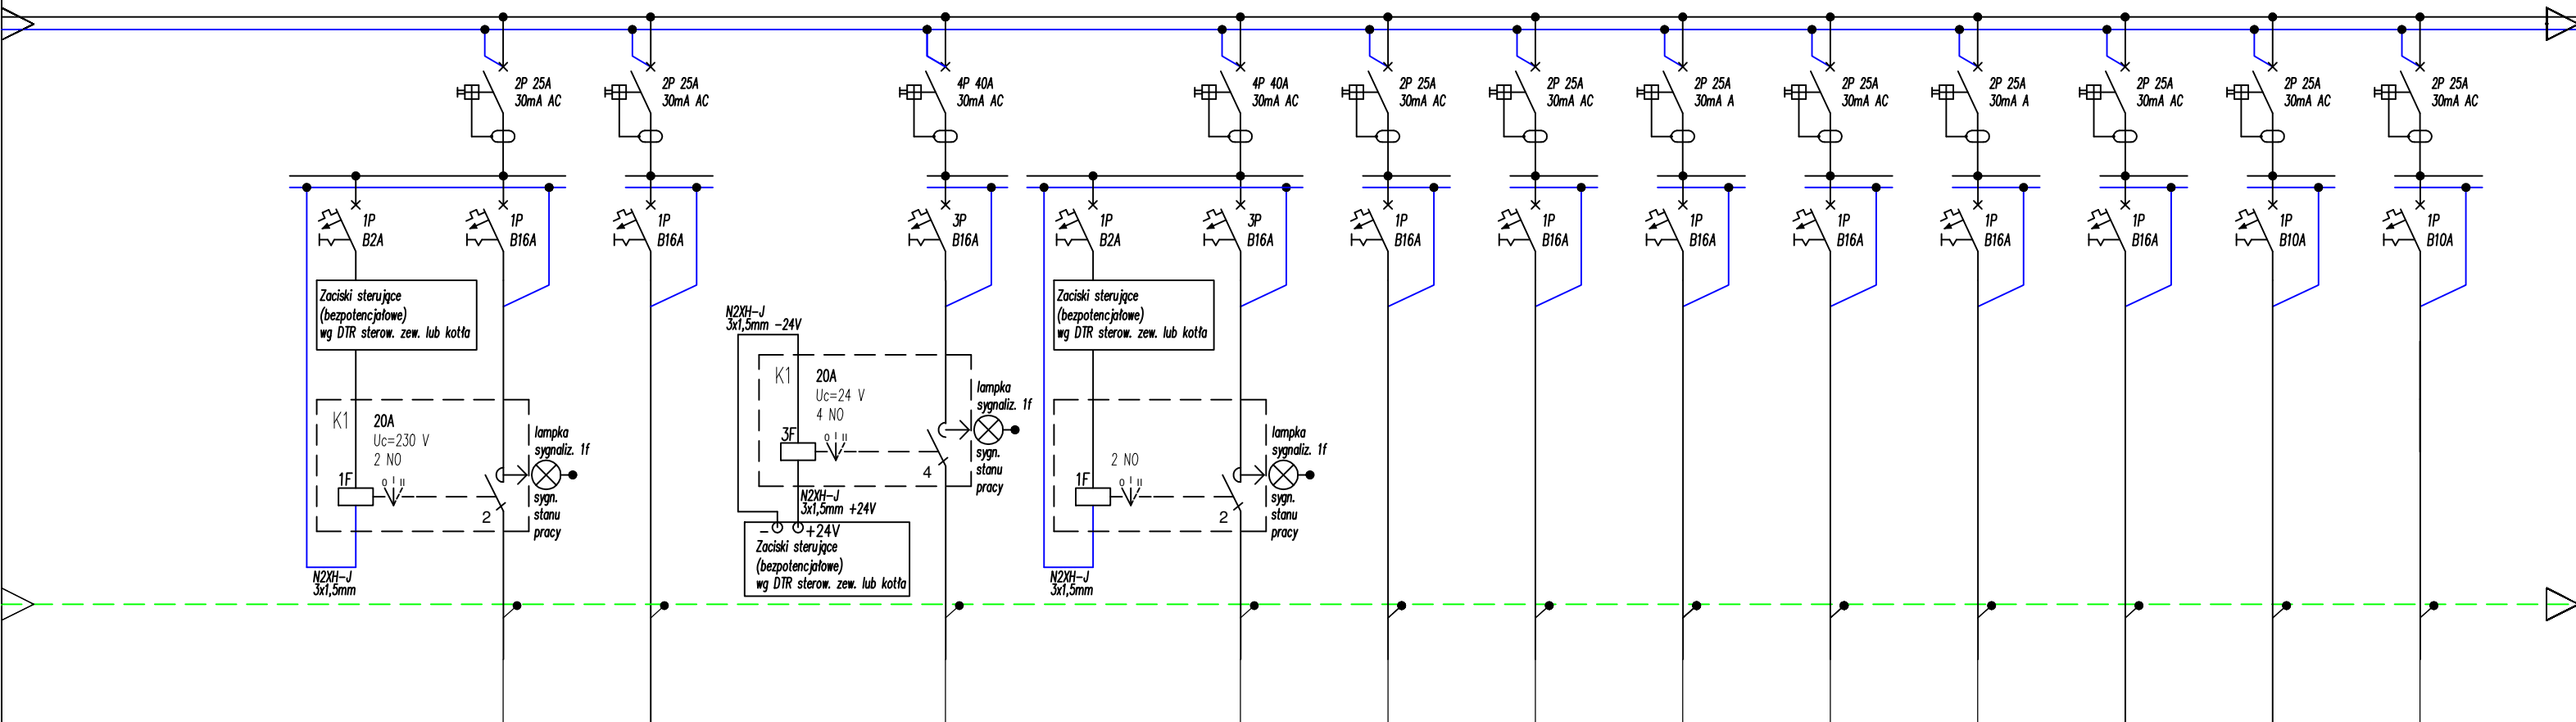 2P 25A
30mA AC
2P 25A
30mA AC
4P 40A
30mA AC
4P 40A
30mA AC
2P 25A
30mA AC
2P 25A
30mA AC
2P 25A
30mA A
2P 25A
30mA AC
2P 25A
30mA A
2P 25A
30mA AC
2P 25A
30mA AC
2P 25A
30mA AC
1P
B2A
1P
B16A
1P
B16A
3P
B16A
1P
B2A
3P
B16A
1P
B16A
1P
B16A
1P
B16A
1P
B16A
1P
B16A
1P
B16A
1P
B10A
1P
B10A
Zaciski sterujące
(bezpotencjałowe)
wg DTR sterow. zew. lub kotła
K1
20A
Uc=230 V
2 NO
1F
0 I II
2
lampka
sygnaliz. 1f
sygn.
stanu
pracy
N2XH-J
3x1,5mm
N2XH-J
3x1,5mm -24V
K1
20A
Uc=24 V
4 NO
3F
0 I II
4
lampka
sygnaliz. 1f
sygn.
stanu
pracy
N2XH-J
3x1,5mm +24V
- +24V
Zaciski sterujące
(bezpotencjałowe)
wg DTR sterow. zew. lub kotła
Zaciski sterujące
(bezpotencjałowe)
wg DTR sterow. zew. lub kotła
2 NO
1F
0 I II
2
lampka
sygnaliz. 1f
sygn.
stanu
pracy
N2XH-J
3x1,5mm